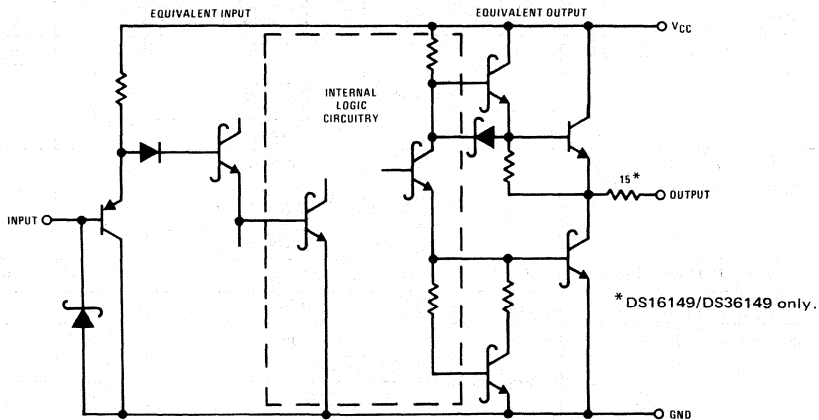 EQUIVALENT INPUT
EQUIVALENT OUTPUT
VCC
INTERNAL
LOGIC
CIRCUITRY
15*
OUTPUT
INPUT
* DS16149/DS36149 only.
GND